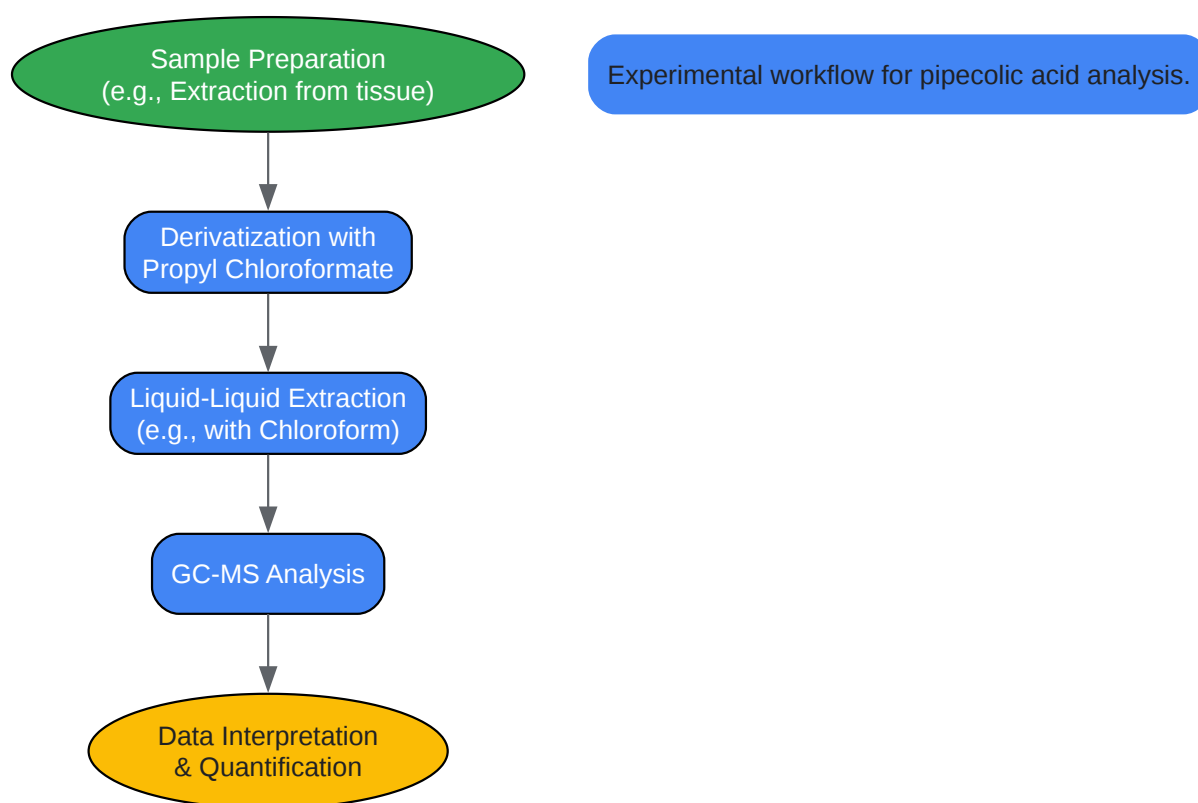 Sample Preparation
(e.g., Extraction from tissue)
Experimental workflow for pipecolic acid analysis.
Derivatization with
Propyl Chloroformate
Liquid-Liquid Extraction
(e.g., with Chloroform)
GC-MS Analysis
Data Interpretation
& Quantification